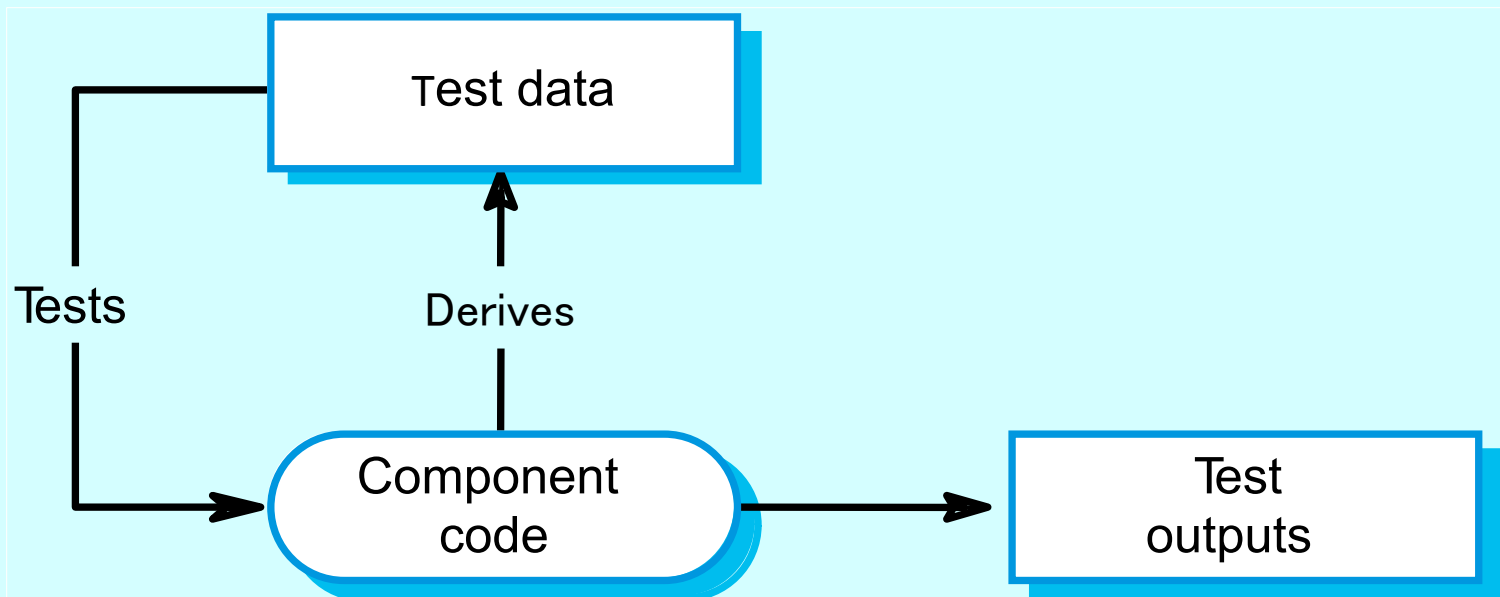 Test data
Tests
Derives
Component
code
Test
outputs